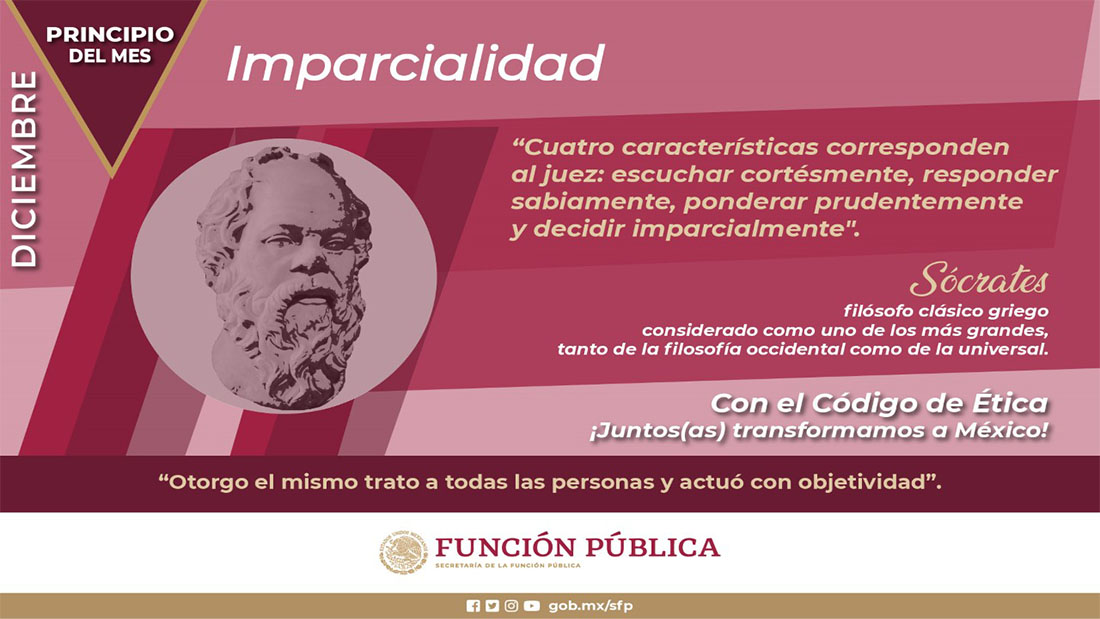 PRINCIPIO
DEL MES
DICIEMBRE
Imparcialidad
“Cuatro características corresponden
al juez: escuchar cortésmente, responder
sabiamente, ponderar prudentemente
y decidir imparcialmente".
Sócrates
filósofo clásico griego
considerado como uno de los más grandes,
tanto de la filosofía occidental como de la universal.
Con el Código de Ética
¡Juntos(as) transformamos a México!
“Otorgo el mismo trato a todas las personas y actuó con objetividad”.
FUNCIÓN PÚBLICA
SECRETARÍA DE LA FUNCIÓN PÚBLICA
gob.mx/sfp